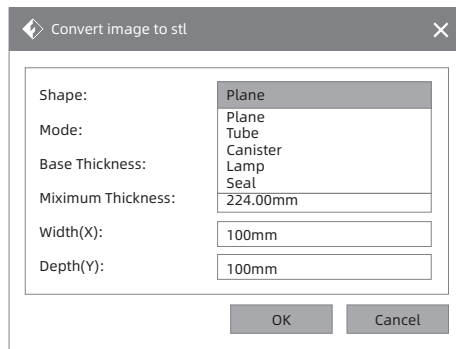 Convert image to stl
Shape:
Plane
Plane
Tube
Canister
Lamp
Seal
Mode:
Base Thickness:
Miximum Thickness:
224.00mm
Width(X):
100mm
Depth(Y):
100mm
OK
Cancel